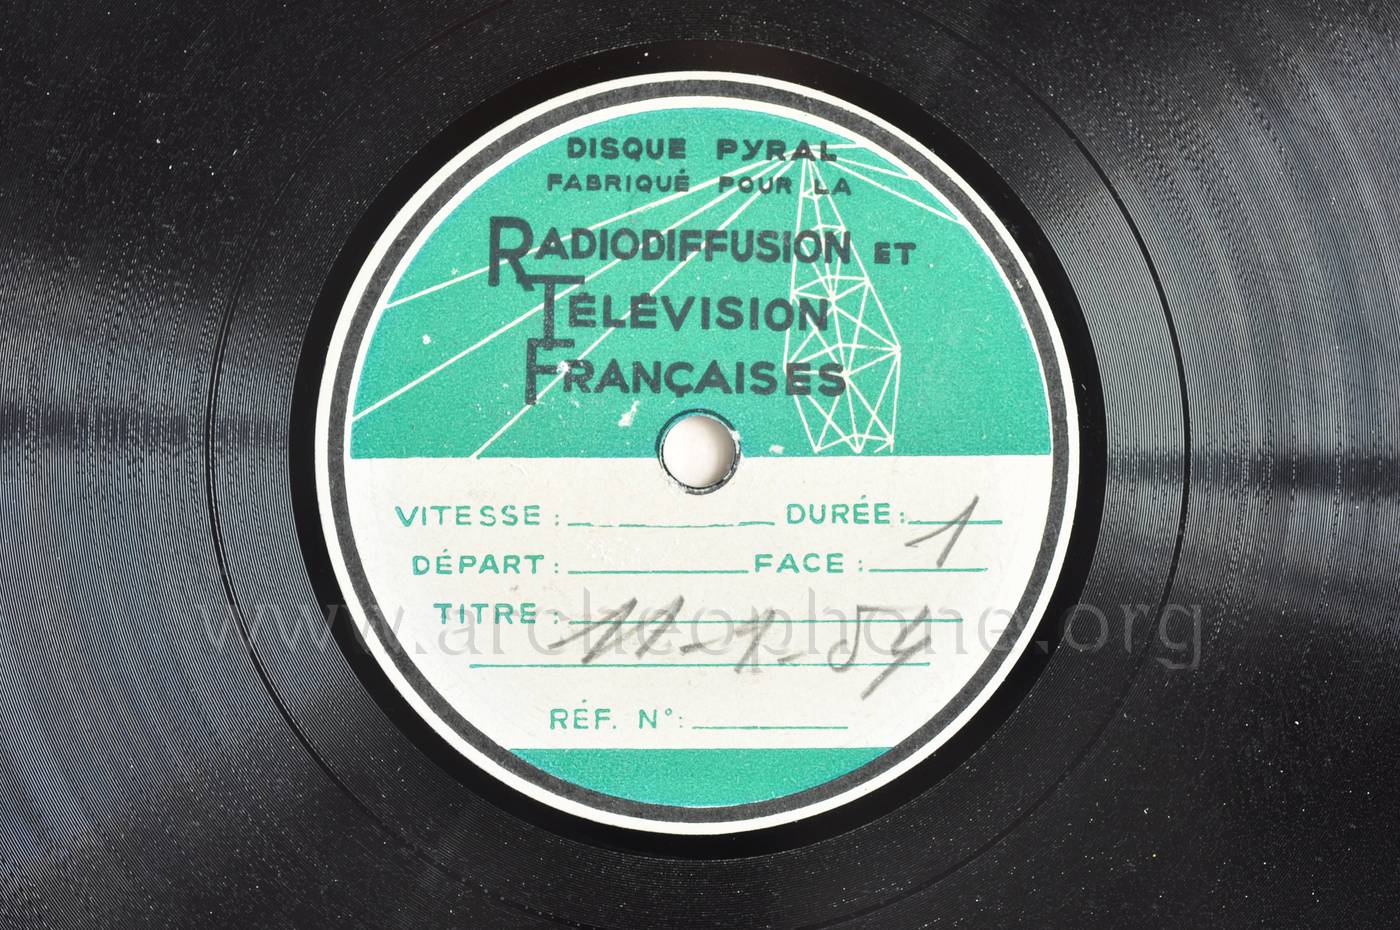 DISQUE PYRAL
FABRIQUÉ POUR LA
RADIODIFFUSION ET
TÉLÉVISION
FRANÇAISES
VITESSE : DURÉE :
DÉPART : FACE : 1
TITRE : 11-1-54
RÉF. N° :
www.archeophone.org